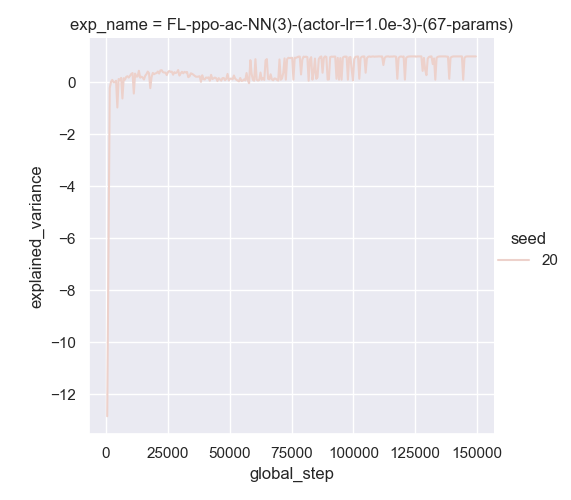 exp_name = FL-ppo-ac-NN(3)-(actor-lr=1.0e-3)-(67-params)
0
−2
−4
−6
−8
−10
−12
explained_variance
seed
20
0 25000 50000 75000 100000 125000 150000
global_step